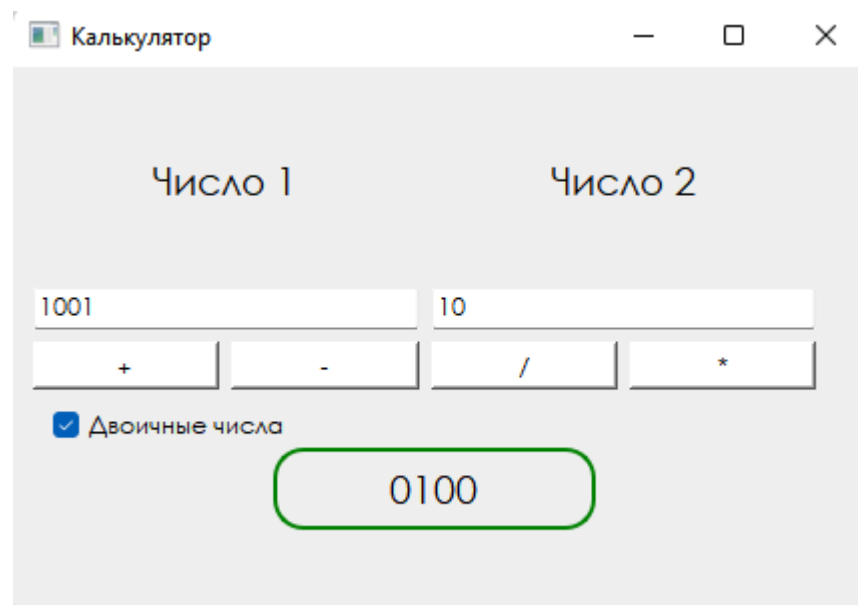 Калькулятор
Число 1 Число 2
1001 10
+ - / *
Двоичные числа
0100